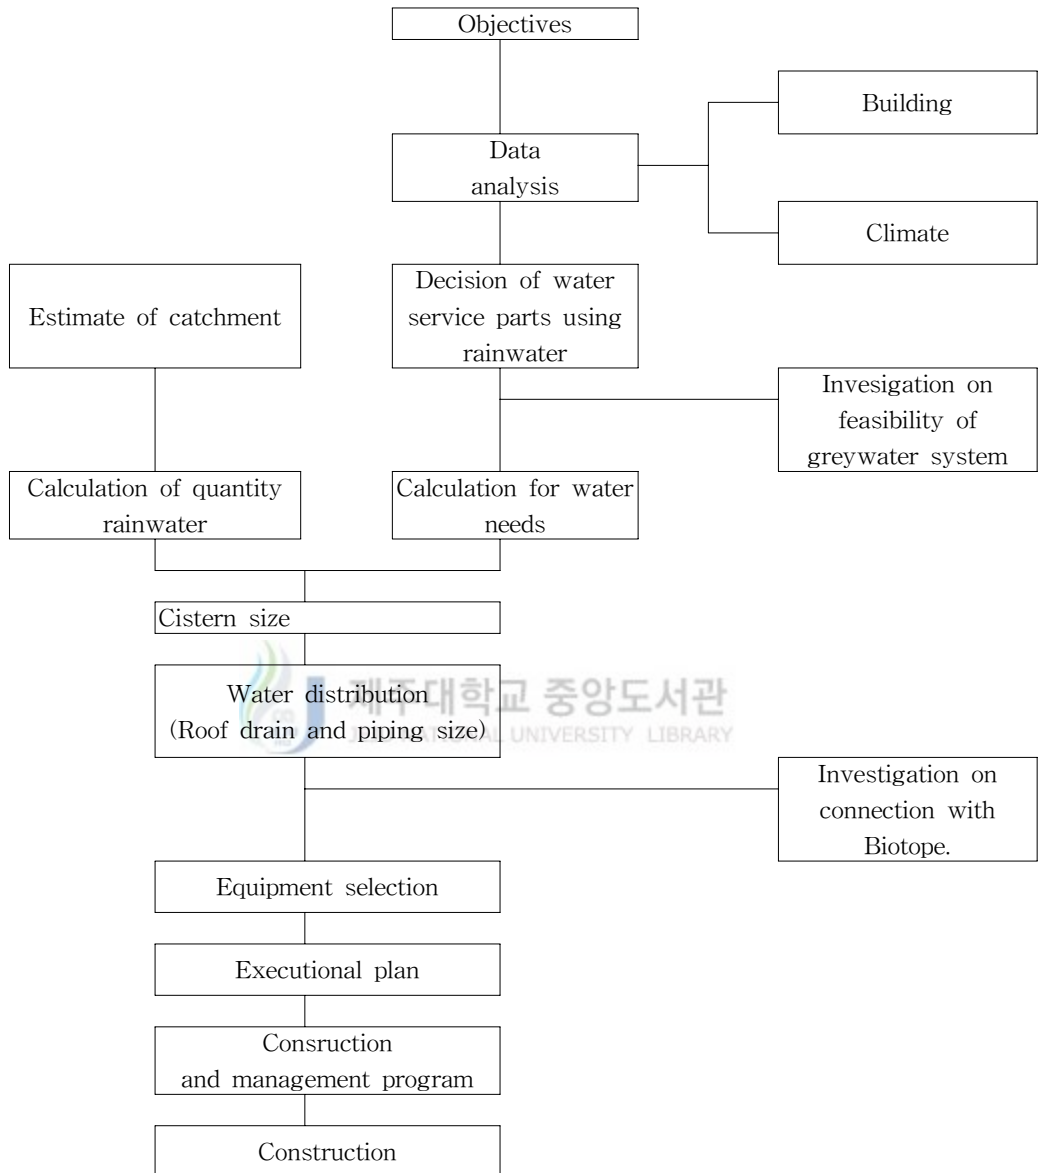 Objectives
Building
Data
analysis
Climate
Estimate of catchment
Decision of water
service parts using
rainwater
Invesigation on
feasibility of
greywater system
Calculation of quantity
rainwater
Calculation for water
needs
Cistern size
Water distribution
(Roof drain and piping size)
제주대학교 중앙도서관
NATIONAL UNIVERSITY LIBRARY
Investigation on
connection with
Biotope.
Equipment selection
Executional plan
Consruction
and management program
Construction